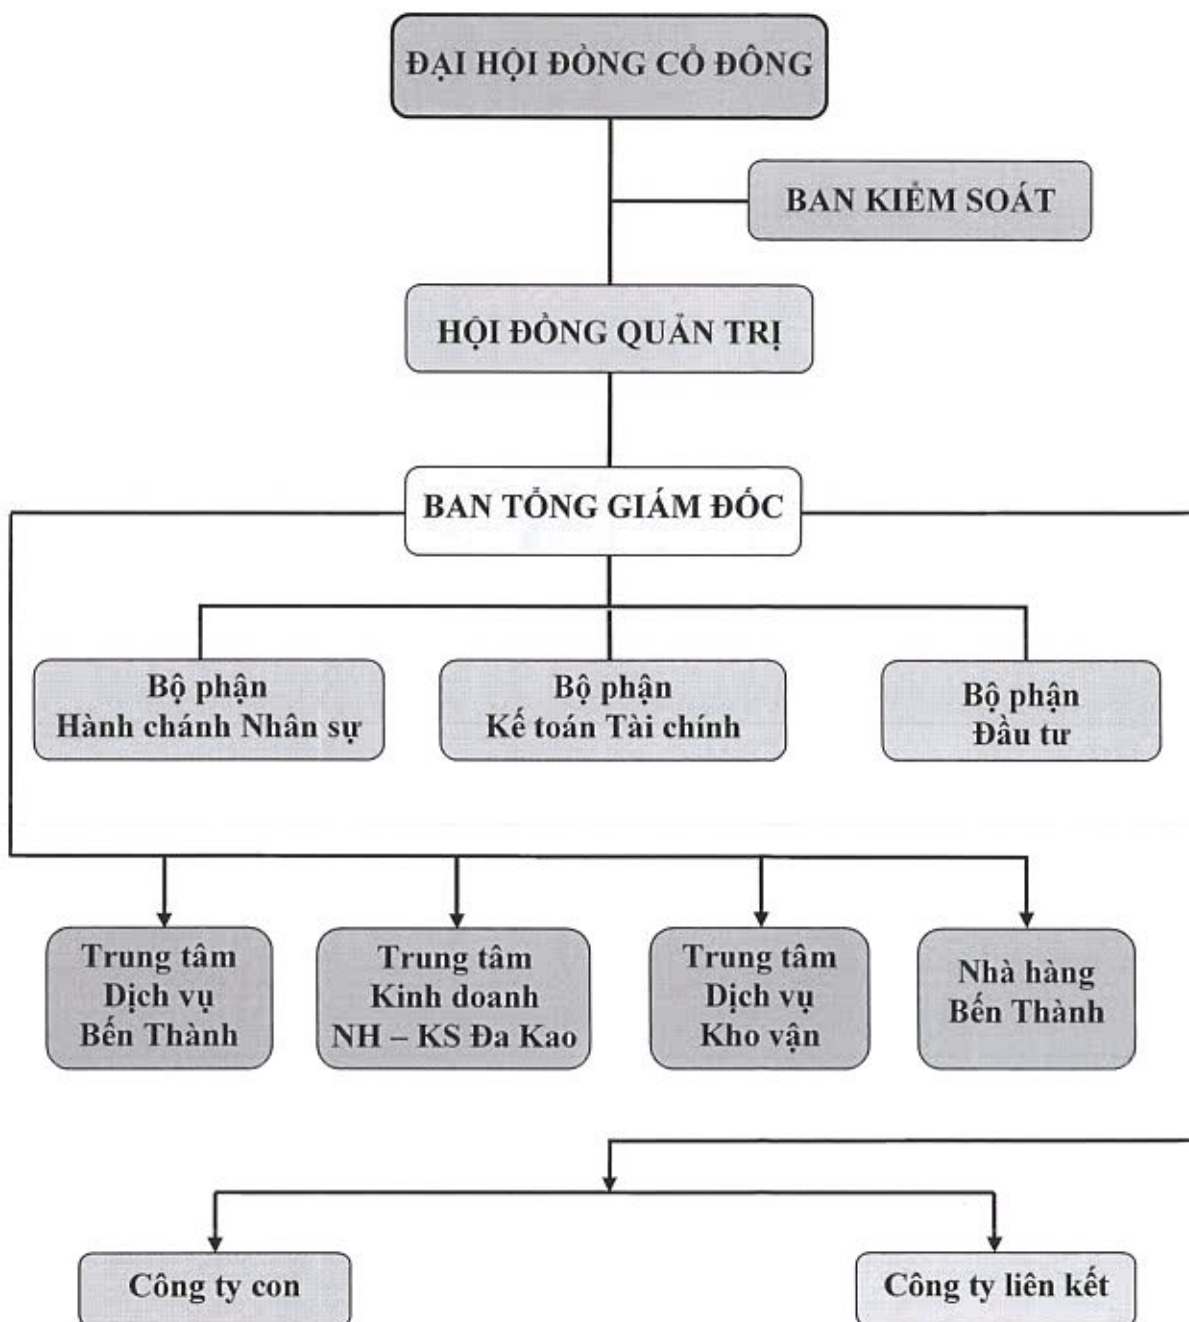 ĐẠI HỘI ĐỒNG CỔ ĐÔNG
BAN KIỂM SOÁT
HỘI ĐỒNG QUẢN TRỊ
BAN TỔNG GIÁM ĐỐC
Bộ phận
Hành chánh Nhân sự
Bộ phận
Kế toán Tài chính
Bộ phận
Đầu tư
Trung tâm
Dịch vụ
Bến Thành
Trung tâm
Kinh doanh
NH – KS Đa Kao
Trung tâm
Dịch vụ
Kho vận
Nhà hàng
Bến Thành
Công ty con
Công ty liên kết